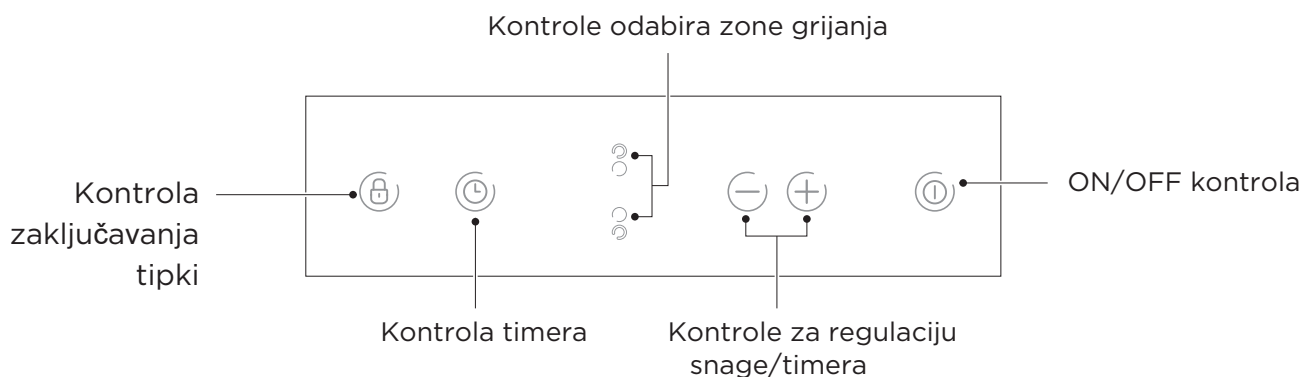 Kontrole odabira zone grijanja
Kontrola
zaključavanja
tipki
ON/OFF kontrola
Kontrola timera
Kontrole za regulaciju
snage/timera